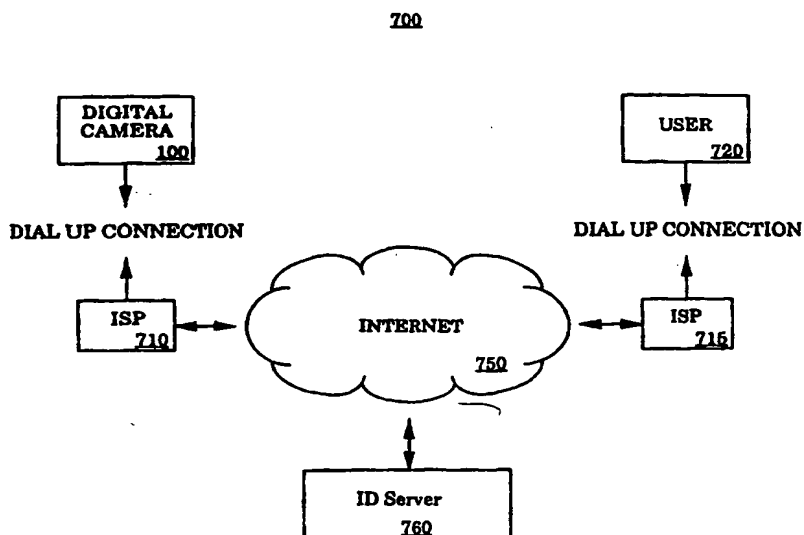 700
DIGITAL
CAMERA
100
USER
720
DIAL UP CONNECTION
DIAL UP CONNECTION
ISP
710
INTERNET
750
ISP
715
ID Server
760